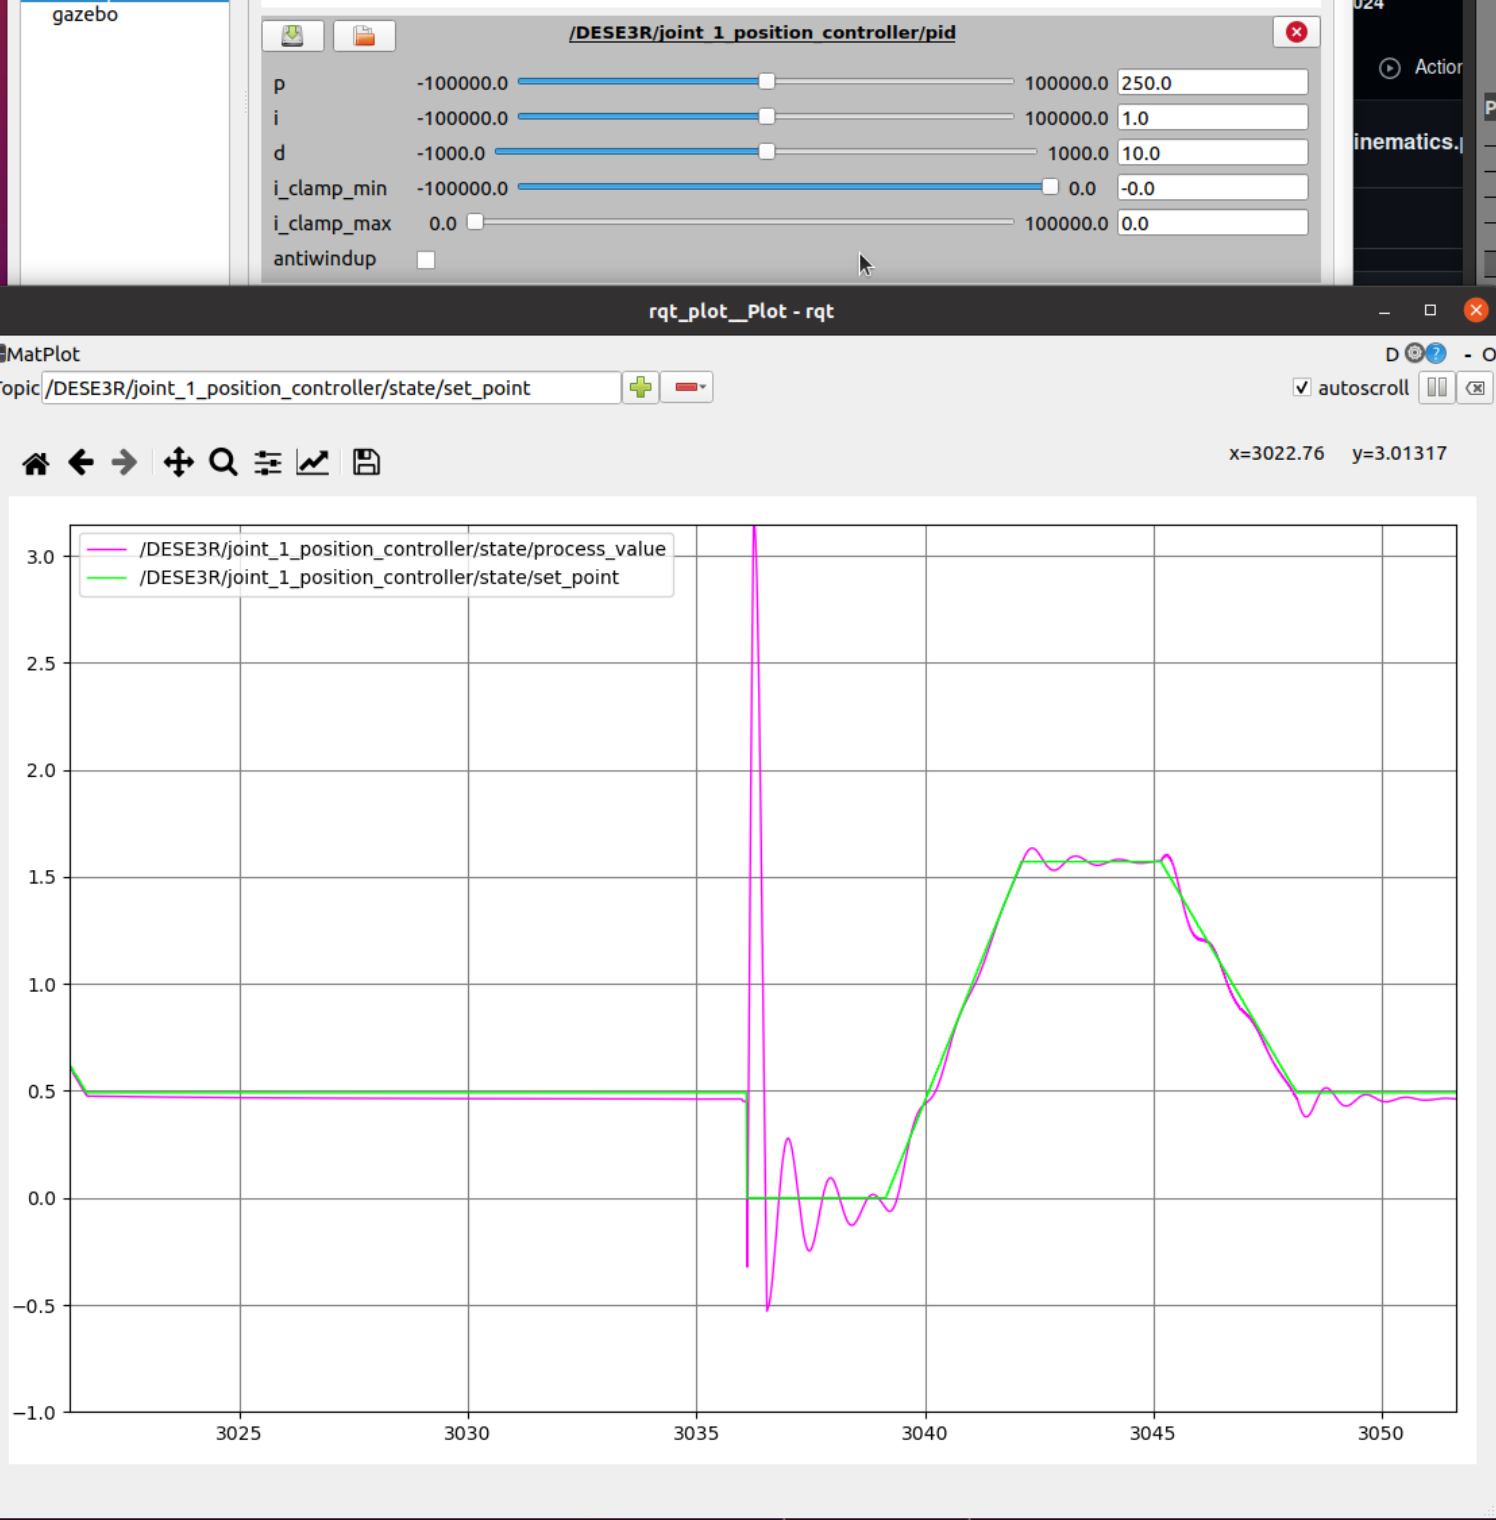 024
gazebo
/DESE3R/joint_1_position_controller/pid
Action
p -100000.0 100000.0 250.0
i -100000.0 100000.0 1.0
inematics.p
d -1000.0 1000.0 10.0
i_clamp_min -100000.0 0.0 -0.0
i_clamp_max 0.0 100000.0 0.0
antiwindup
rqt_plot__Plot - rqt
MatPlot D - O
opic /DESE3R/joint_1_position_controller/state/set_point autoscroll
x=3022.76 y=3.01317
/DESE3R/joint_1_position_controller/state/process_value
/DESE3R/joint_1_position_controller/state/set_point
3.0
2.5
2.0
1.5
1.0
0.5
0.0
−0.5
−1.0
3025 3030 3035 3040 3045 3050